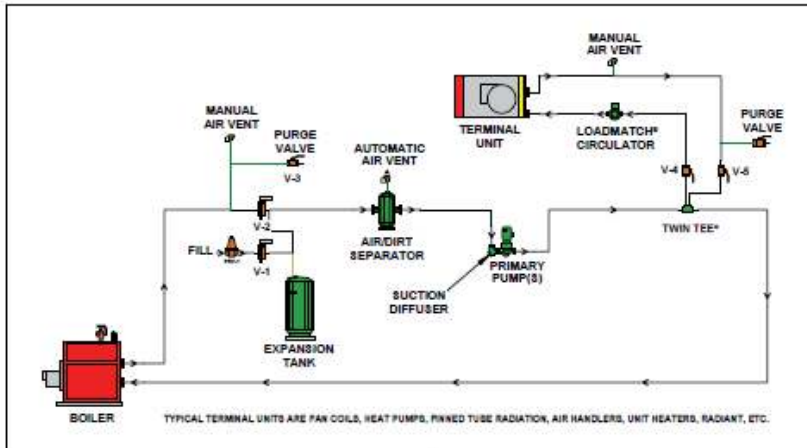 MANUAL
AIR VENT
MANUAL
AIR VENT
PURGE
VALVE
V-3
AUTOMATIC
AIR VENT
TERMINAL
UNIT
LOADMATCH®
CIRCULATOR
PURGE
VALVE
V-4
V-5
V-2
FILL
V-1
AIR/DIRT
SEPARATOR
TWIN TEE®
PRIMARY
PUMP(S)
SUCTION
DIFFUSER
EXPANSION
TANK
BOILER
TYPICAL TERMINAL UNITS ARE FAN COILS, HEAT PUMPS, FINNED TUBE RADIATION, AIR HANDLERS, UNIT HEATERS, RADIANT, ETC.